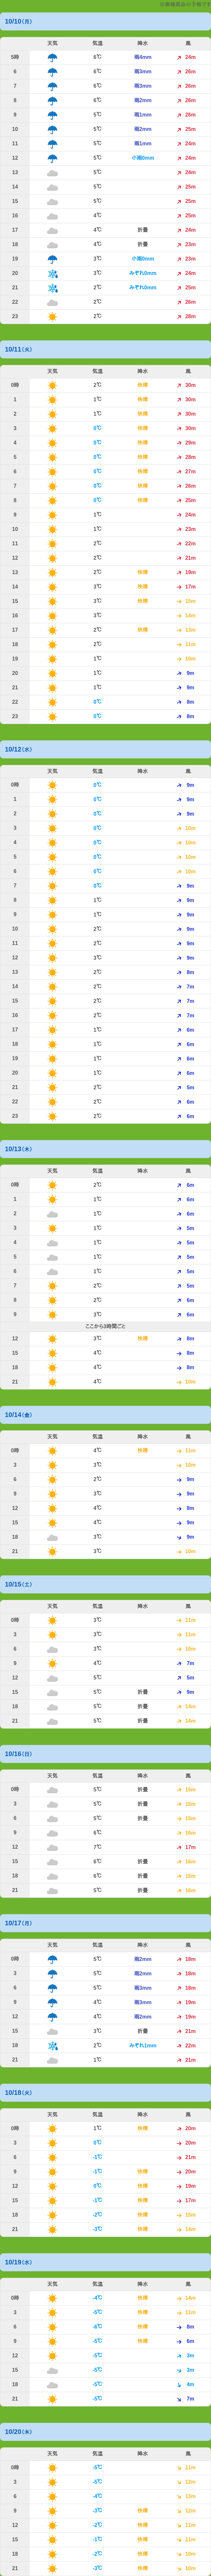 10/10(月)
天気 気温 降水 風
5時 6℃ 雨4mm 24m
6 6℃ 雨3mm 26m
7 6℃ 雨3mm 26m
8 6℃ 雨2mm 26m
9 5℃ 雨1mm 26m
10 5℃ 雨2mm 25m
11 5℃ 雨1mm 24m
12 5℃ 小雨0mm 24m
13 5℃ 24m
14 5℃ 25m
15 5℃ 25m
16 4℃ 25m
17 4℃ 折畳 24m
18 4℃ 折畳 23m
19 3℃ 小雨0mm 23m
20 3℃ みぞれ0mm 24m
21 2℃ みぞれ0mm 25m
22 2℃ 26m
23 2℃ 28m
10/11(火)
天気 気温 降水 風
0時 2℃ 快晴 30m
1 2℃ 快晴 30m
2 1℃ 快晴 30m
3 0℃ 快晴 30m
4 0℃ 快晴 29m
5 0℃ 快晴 28m
6 0℃ 快晴 27m
7 0℃ 快晴 26m
8 0℃ 快晴 25m
9 1℃ 24m
10 1℃ 23m
11 2℃ 22m
12 2℃ 21m
13 2℃ 快晴 19m
14 3℃ 快晴 17m
15 3℃ 快晴 15m
16 3℃ 14m
17 2℃ 快晴 13m
18 2℃ 11m
19 1℃ 10m
20 1℃ 9m
21 1℃ 9m
22 0℃ 8m
23 0℃ 8m
10/12(水)
天気 気温 降水 風
0時 0℃ 9m
1 0℃ 9m
2 0℃ 9m
3 0℃ 10m
4 0℃ 10m
5 0℃ 10m
6 0℃ 10m
7 0℃ 9m
8 1℃ 9m
9 1℃ 9m
10 2℃ 9m
11 2℃ 9m
12 3℃ 9m
13 2℃ 8m
14 2℃ 7m
15 2℃ 7m
16 2℃ 7m
17 1℃ 6m
18 1℃ 6m
19 1℃ 6m
20 1℃ 6m
21 2℃ 5m
22 2℃ 6m
23 2℃ 6m
10/13(木)
天気 気温 降水 風
0時 2℃ 6m
1 1℃ 6m
2 1℃ 6m
3 1℃ 5m
4 1℃ 5m
5 1℃ 5m
6 1℃ 5m
7 2℃ 5m
8 2℃ 6m
9 3℃ 6m
ここから3時間ごと
12 3℃ 快晴 8m
15 4℃ 8m
18 4℃ 8m
21 4℃ 10m
10/14(金)
天気 気温 降水 風
0時 4℃ 快晴 11m
3 3℃ 10m
6 2℃ 9m
9 3℃ 9m
12 4℃ 8m
15 4℃ 9m
18 3℃ 9m
21 3℃ 10m
10/15(土)
天気 気温 降水 風
0時 3℃ 11m
3 3℃ 11m
6 3℃ 10m
9 4℃ 7m
12 5℃ 5m
15 5℃ 折畳 9m
18 5℃ 折畳 14m
21 5℃ 折畳 14m
10/16(日)
天気 気温 降水 風
0時 5℃ 折畳 15m
3 5℃ 折畳 15m
6 5℃ 折畳 15m
9 6℃ 16m
12 7℃ 17m
15 6℃ 折畳 16m
18 6℃ 折畳 15m
21 5℃ 折畳 16m
10/17(月)
天気 気温 降水 風
0時 5℃ 雨2mm 18m
3 5℃ 雨2mm 18m
6 5℃ 雨3mm 18m
9 4℃ 雨3mm 19m
12 4℃ 雨2mm 19m
15 3℃ 折畳 21m
18 2℃ みぞれ1mm 22m
21 1℃ 21m
10/18(火)
天気 気温 降水 風
0時 1℃ 快晴 20m
3 0℃ 20m
6 -1℃ 21m
9 -1℃ 快晴 20m
12 0℃ 快晴 19m
15 -1℃ 快晴 17m
18 -2℃ 快晴 15m
21 -3℃ 快晴 14m
10/19(水)
天気 気温 降水 風
0時 -4℃ 快晴 14m
3 -5℃ 快晴 11m
6 -6℃ 快晴 8m
9 -5℃ 快晴 6m
12 -5℃ 3m
15 -5℃ 3m
18 -5℃ 4m
21 -5℃ 7m
10/20(木)
天気 気温 降水 風
0時 -5℃ 11m
3 -5℃ 12m
6 -4℃ 13m
9 -3℃ 快晴 12m
12 -2℃ 快晴 11m
15 -1℃ 快晴 11m
18 -2℃ 快晴 10m
21 -3℃ 快晴 10m